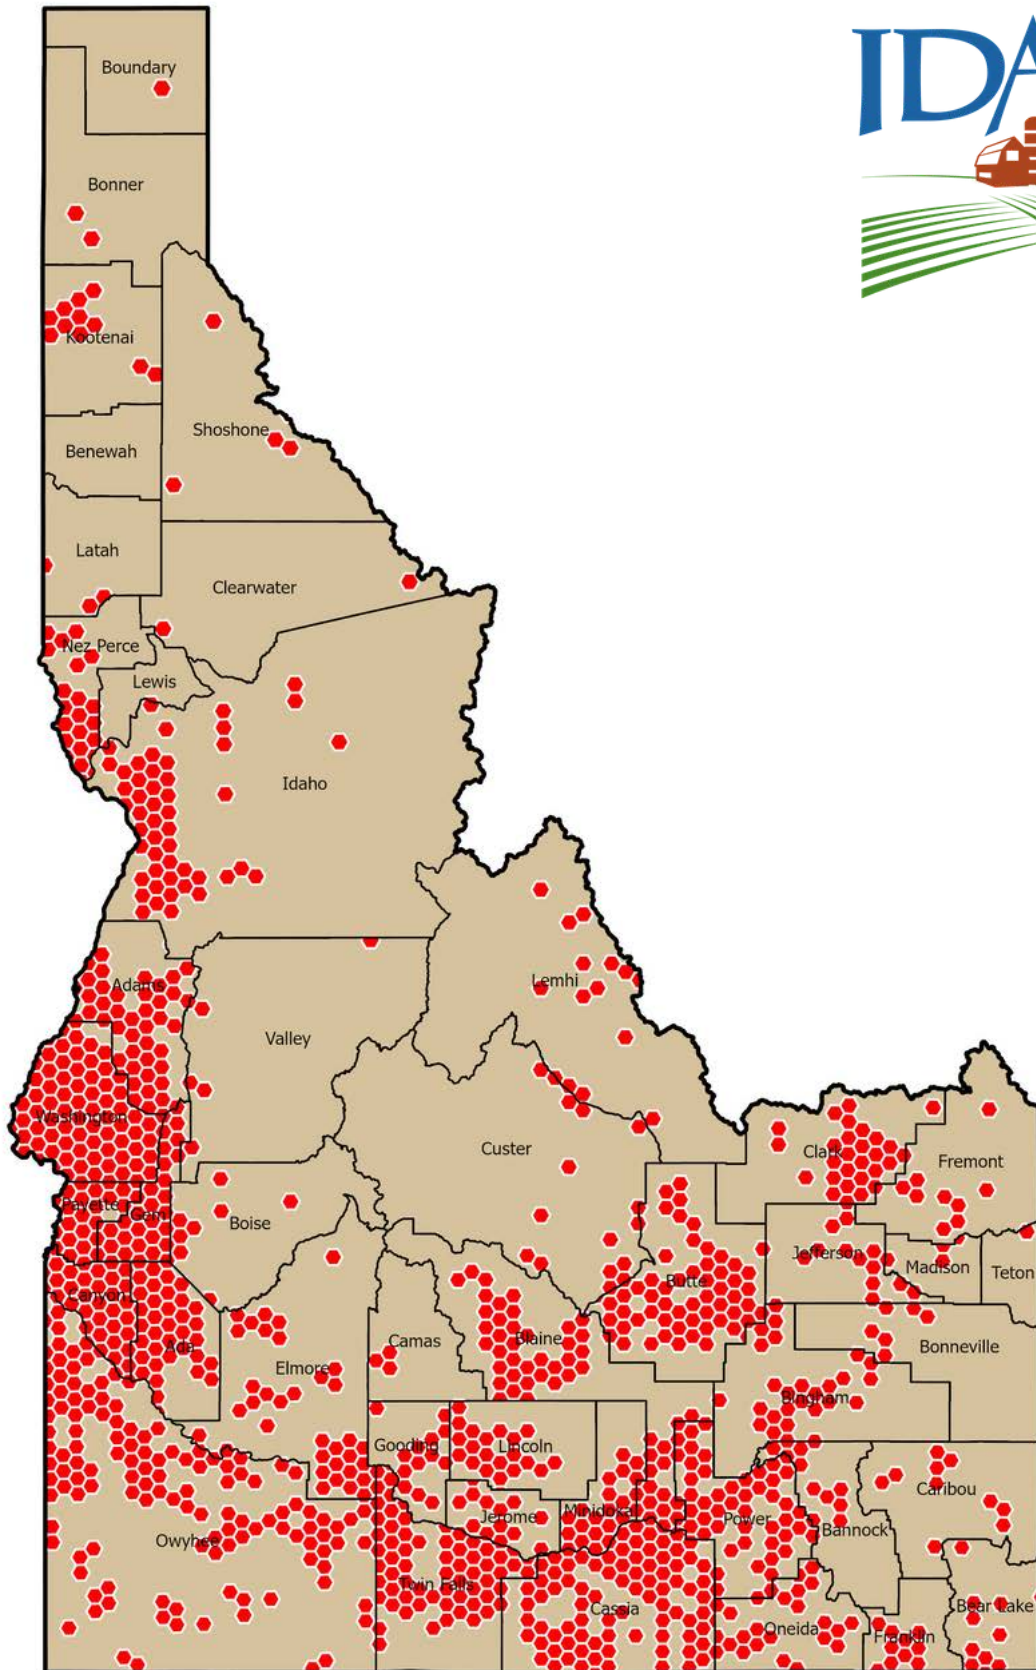 IDA
Boundary
Bonner
Kootenai
Shoshone
Benewah
Latah
Clearwater
Nez Perce
Lewis
Idaho
Lemhi
Adams
Valley
Washington
Custer
Clark
Fremont
Payette
Gem
Boise
Jefferson
Madison
Teton
Butte
Canyon
Ada
Camas
Blaine
Elmore
Bonneville
Bingham
Gooding
Lincoln
Caribou
Jerome
Minidoka
Power
Bannock
Owyhee
Twin Falls
Cassia
Bear Lake
Oneida
Franklin